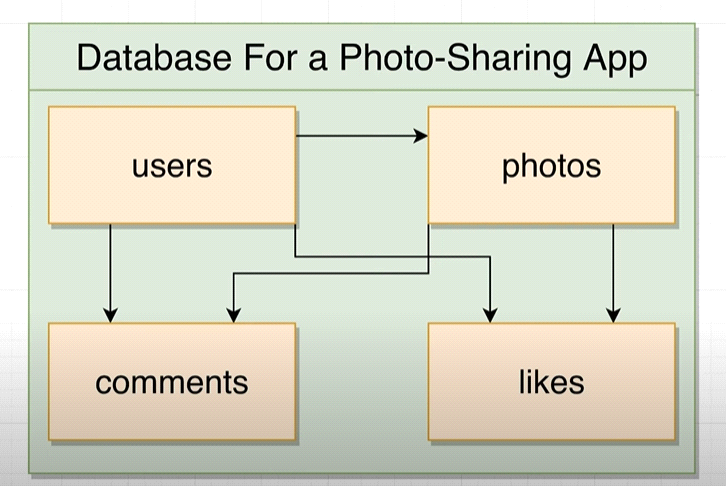 Database For a Photo-Sharing App
users
photos
comments
likes